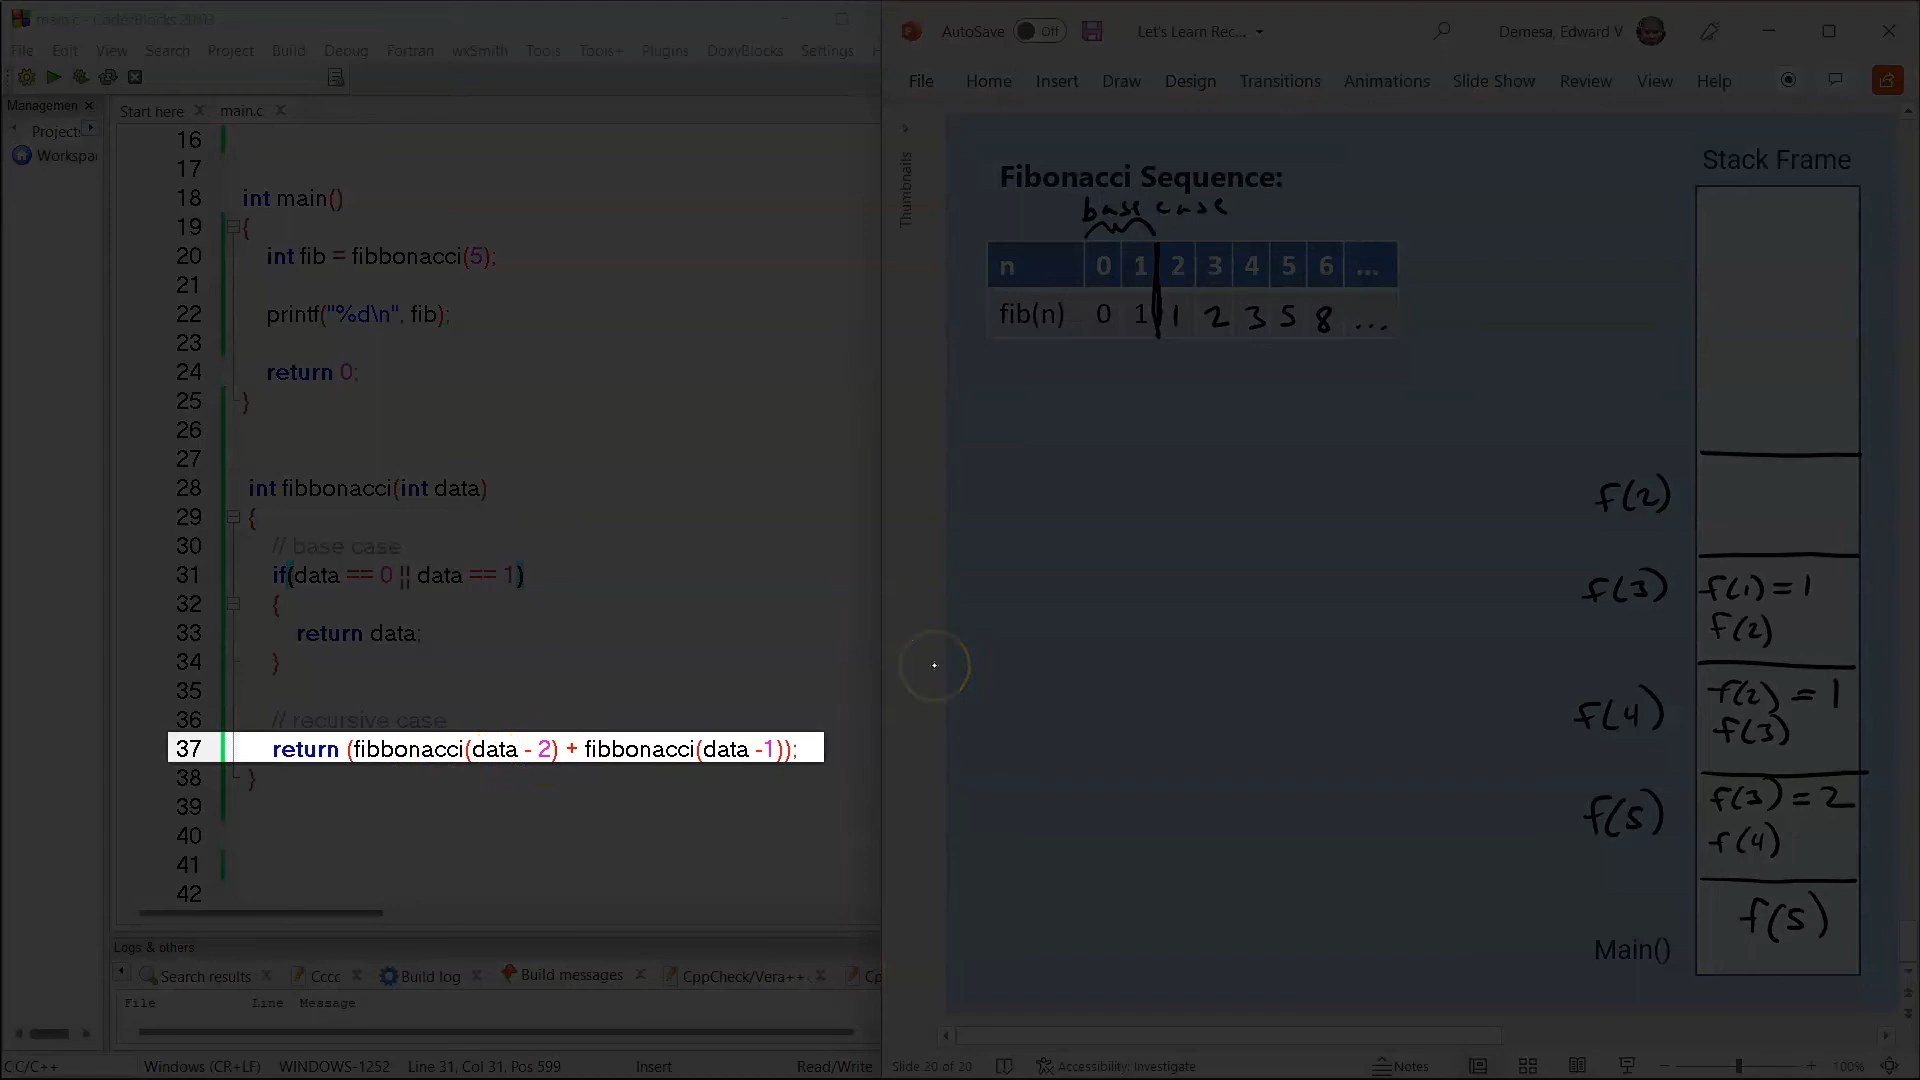 main.c - Code::Blocks 20.03
File Edit View Search Project Build Debug Fortran wxSmith Tools Tools+ Plugins DoxyBlocks Settings
Managemen
Projects
Workspa
Start here
main.c
16
17
18 int main()
19 {
20 int fib = fibbonacci(5);
21
22 printf("%d\n", fib);
23
24 return 0;
25 }
26
27
28 int fibbonacci(int data)
29 {
30 // base case
31 if(data == 0 || data == 1)
32 {
33 return data;
34 }
35
36 // recursive case
37 return (fibbonacci(data - 2) + fibbonacci(data -1));
38 }
39
40
41
42
Logs & others
Search results Cccc Build log Build messages CppCheck/Vera++ Cp
File Line Message
C/C++ Windows (CR+LF) WINDOWS-1252 Line 31, Col 31, Pos 599 Insert Read/Write
AutoSave Off Let's Learn Rec... Demesa, Edward V
File Home Insert Draw Design Transitions Animations Slide Show Review View Help
Thumbnails
Fibonacci Sequence:
base case
n 0 1 2 3 4 5 6 ...
fib(n) 0 1 1 2 3 5 8 ...
Stack Frame
f(2)
f(3) f(1) = 1
f(2)
f(4) f(2) = 1
f(3)
f(5) f(3) = 2
f(4)
Main() f(5)
Slide 20 of 20 Accessibility: Investigate Notes 100%